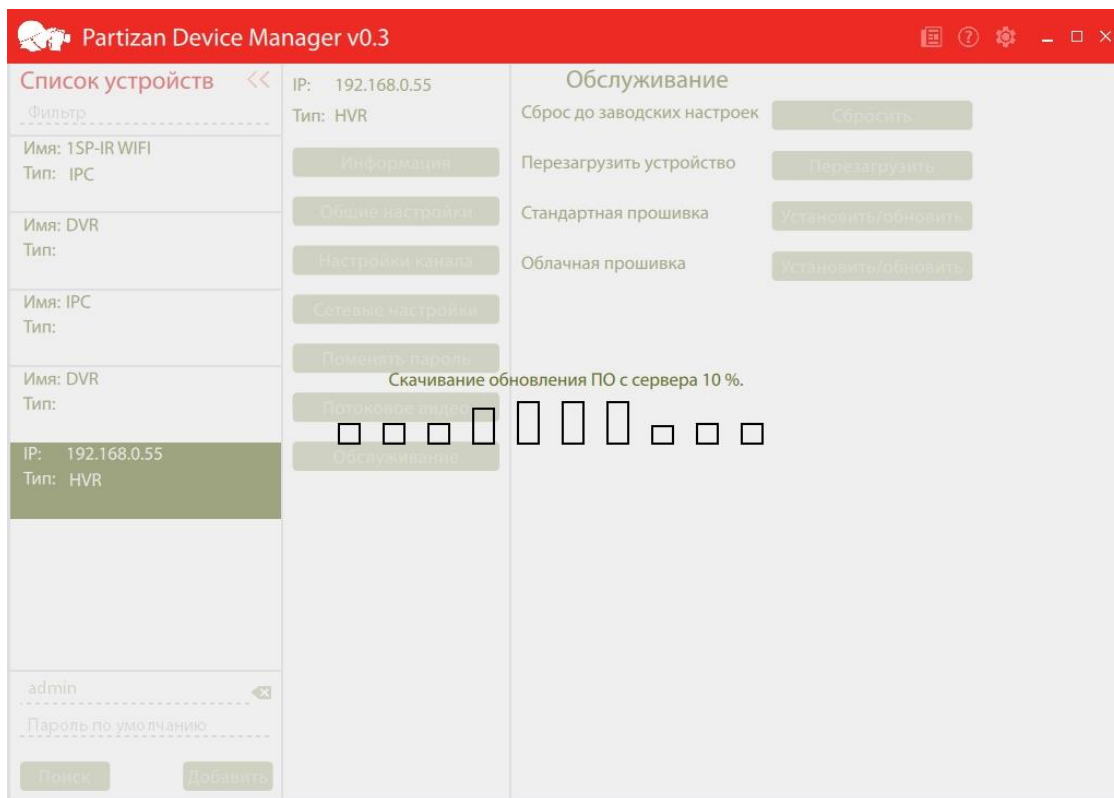 Partizan Device Manager v0.3
Список устройств <<
Фильтр
Имя: 1SP-IR WIFI
Тип: IPC
Имя: DVR
Тип:
Имя: IPC
Тип:
Имя: DVR
Тип:
IP: 192.168.0.55
Тип: HVR
admin
Пароль по умолчанию
Поиск
Добавить
IP: 192.168.0.55
Тип: HVR
Информация
Общие настройки
Настройки канала
Сетевые настройки
Поменять пароль
Потоковое видео
Обслуживание
Обслуживание
Сброс до заводских настроек Сбросить
Перезагрузить устройство Перезагрузить
Стандартная прошивка Установить/обновить
Облачная прошивка Установить/обновить
Скачивание обновления ПО с сервера 10 %.